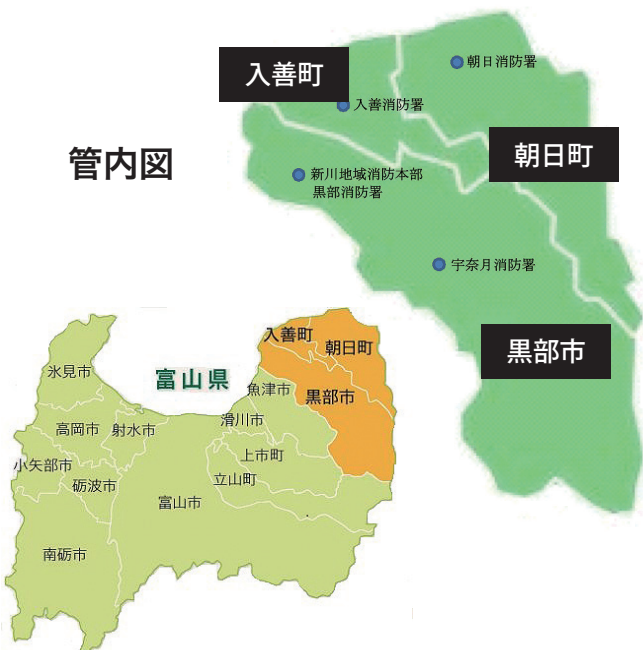 入善町
朝日消防署
入善消防署
朝日町
管内図
新川地域消防本部
黒部消防署
宇奈月消防署
黒部市
入善町
朝日町
氷見市
富山県
魚津市
黒部市
滑川市
高岡市
射水市
上市町
小矢部市
立山町
砺波市
富山市
南砺市